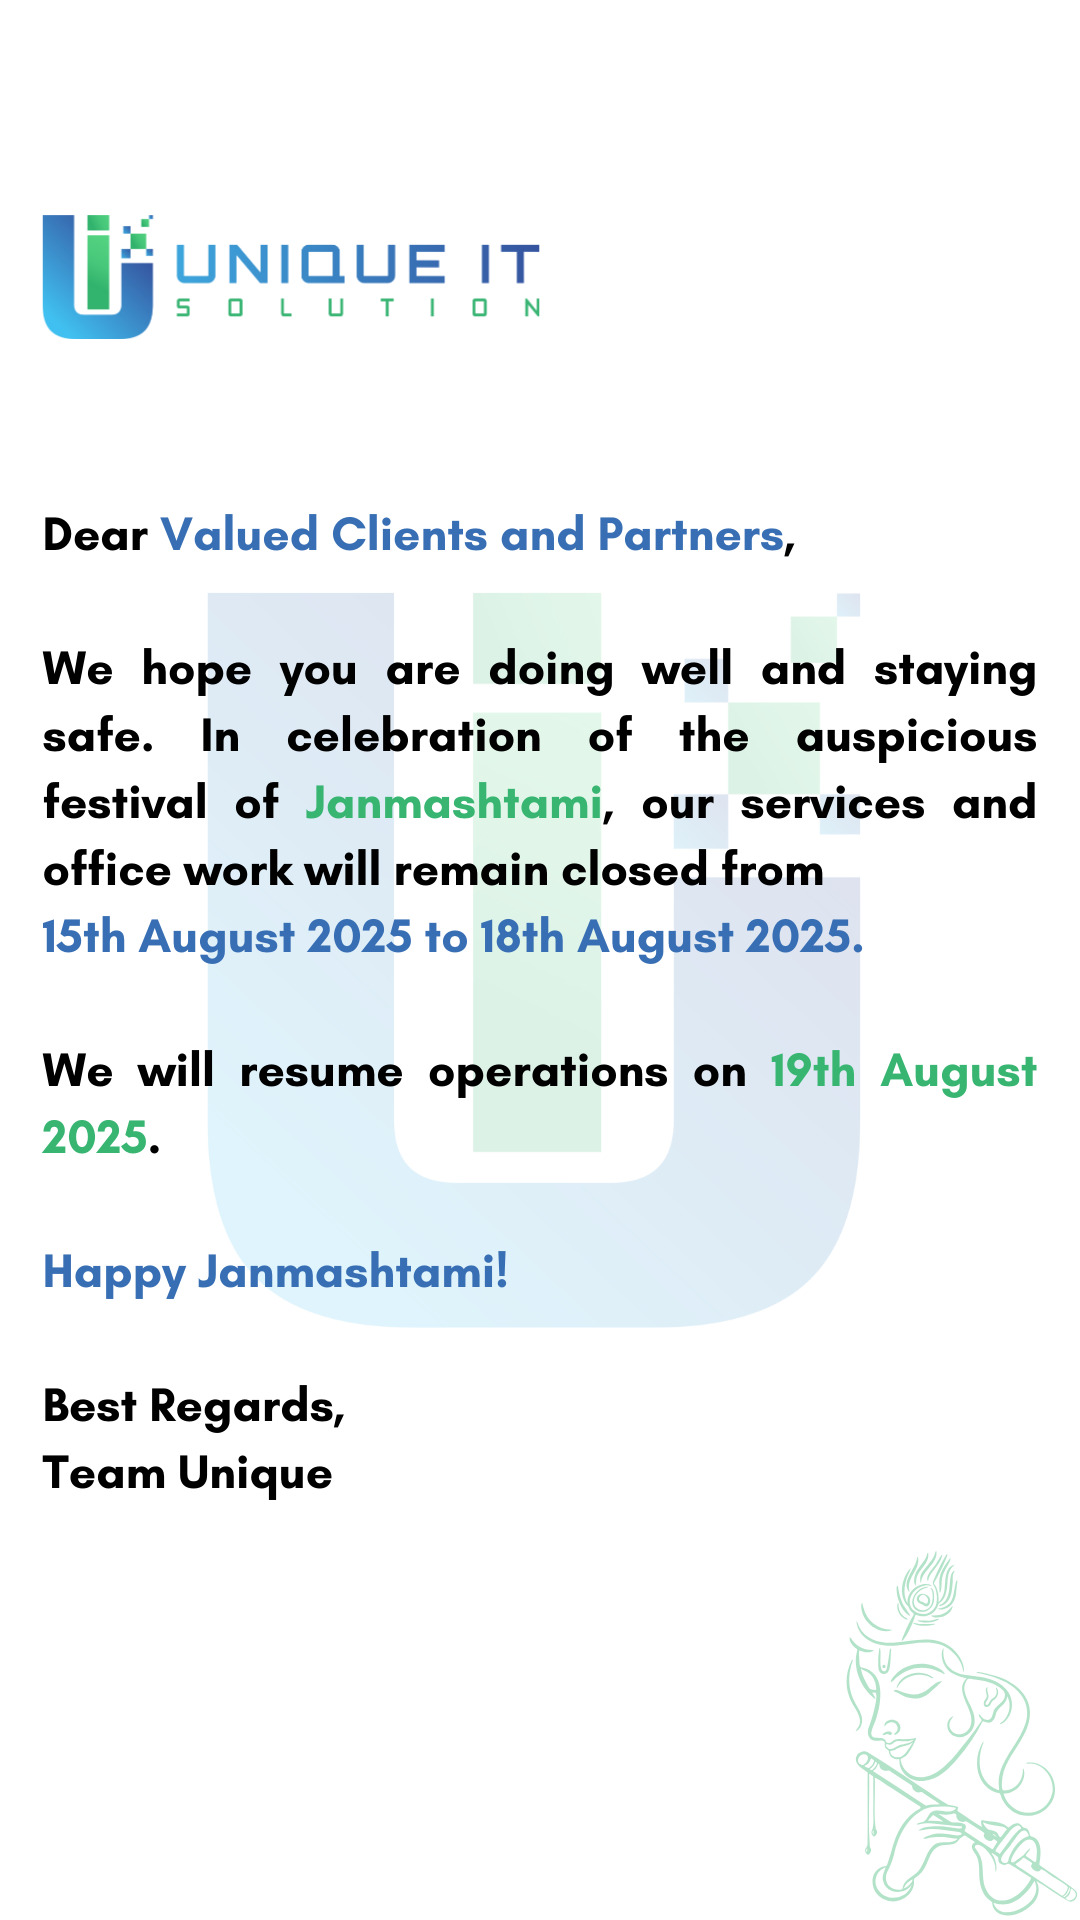 UNIQUE IT
SOLUTION
Dear Valued Clients and Partners,
We hope you are doing well and staying
safe. In celebration of the auspicious
festival of Janmashtami, our services and
office work will remain closed from
15th August 2025 to 18th August 2025.
We will resume operations on 19th August
2025.
Happy Janmashtami!
Best Regards,
Team Unique